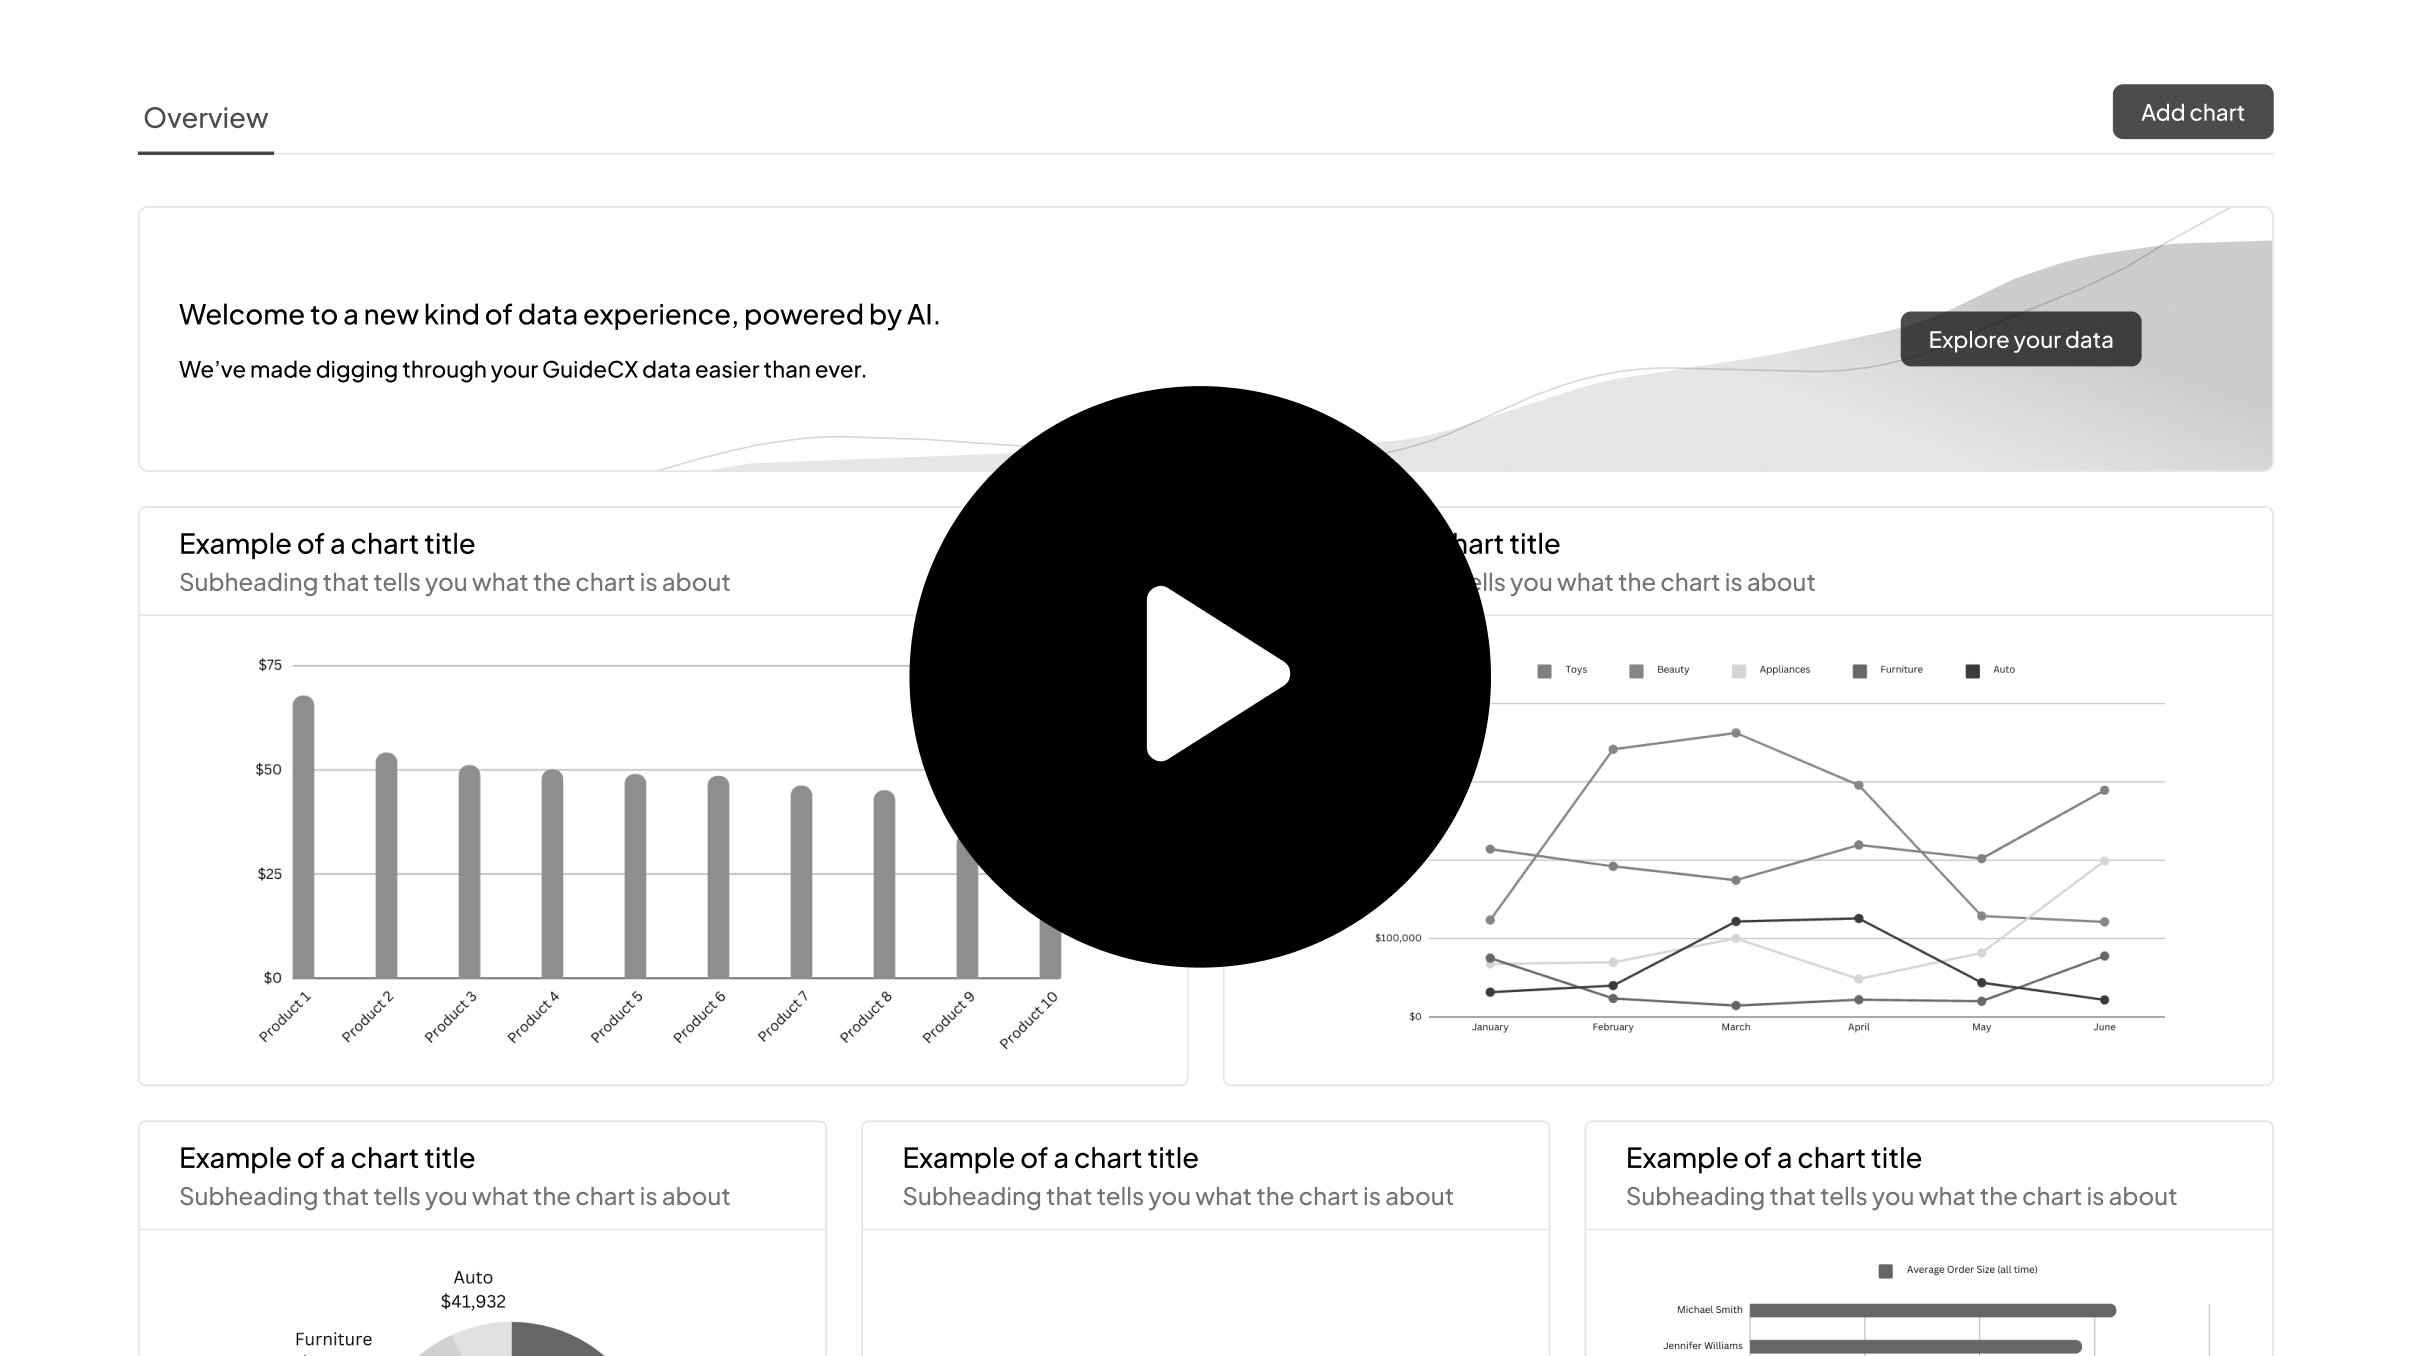 Overview
Add chart
Welcome to a new kind of data experience, powered by AI.
We’ve made digging through your GuideCX data easier than ever.
Explore your data
Example of a chart title
Subheading that tells you what the chart is about
$75
$50
$25
$0
Product 1
Product 2
Product 3
Product 4
Product 5
Product 6
Product 7
Product 8
Product 9
Product 10
chart title
tells you what the chart is about
Toys
Beauty
Appliances
Furniture
Auto
$100,000
$0
January
February
March
April
May
June
Example of a chart title
Subheading that tells you what the chart is about
Auto
$41,932
Furniture
Example of a chart title
Subheading that tells you what the chart is about
Example of a chart title
Subheading that tells you what the chart is about
Average Order Size (all time)
Michael Smith
Jennifer Williams